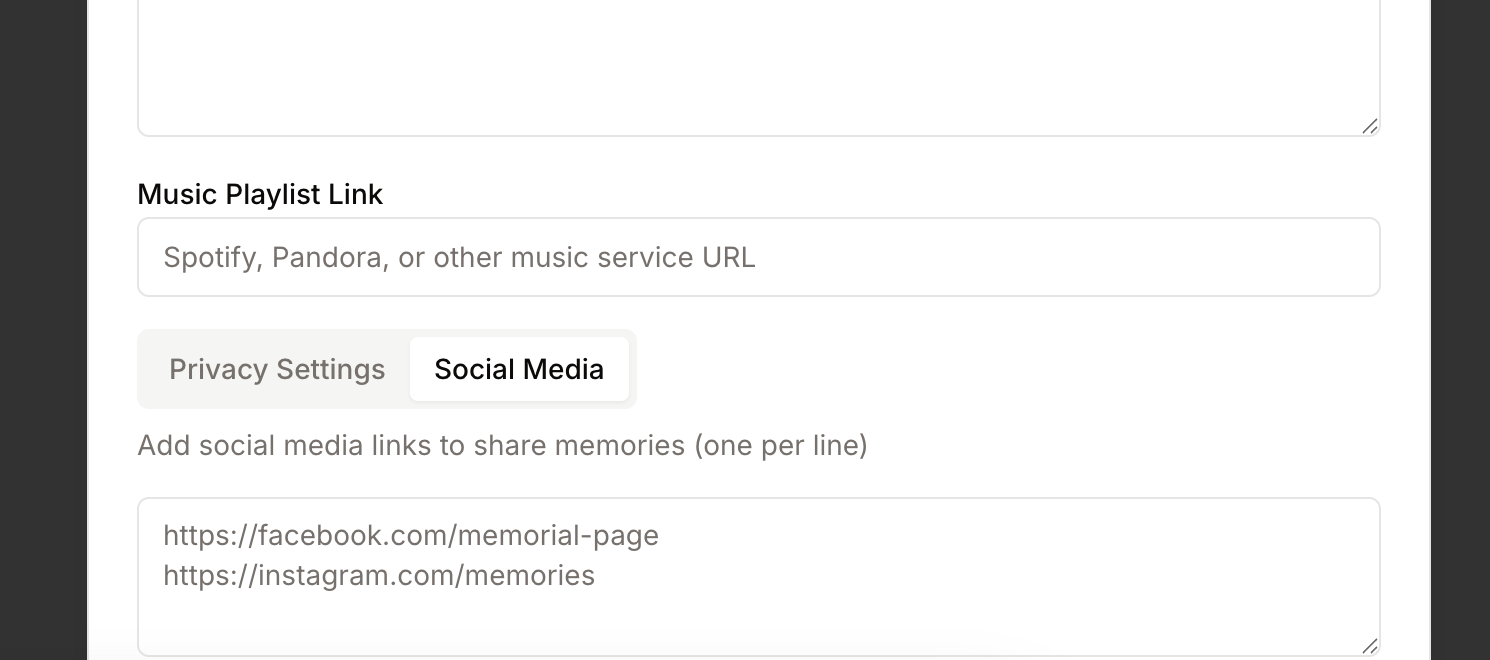 Music Playlist Link
Spotify, Pandora, or other music service URL
Privacy Settings
Social Media
Add social media links to share memories (one per line)
https://facebook.com/memorial-page
https://instagram.com/memories